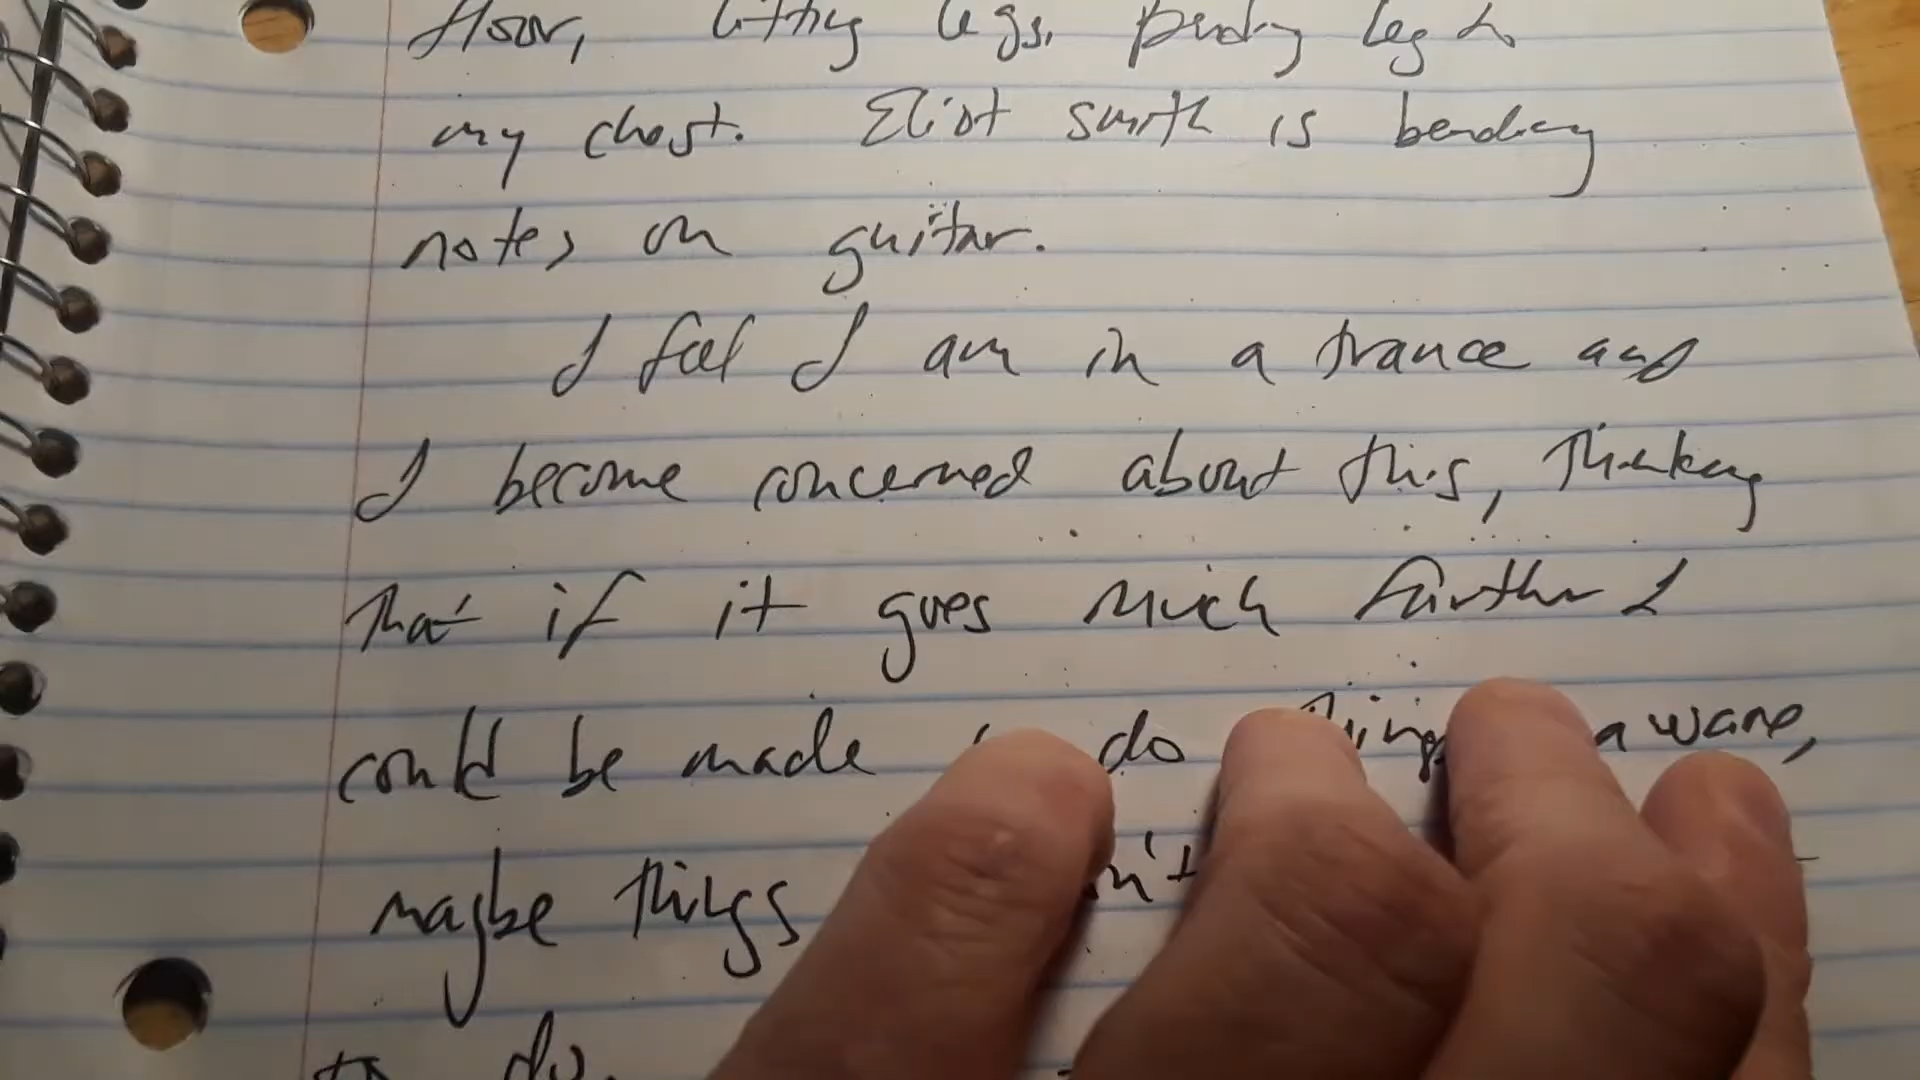 floor, lifting legs, bending leg to
my chest. Eliot Smith is bending
notes on guitar.
I feel I am in a trance and
I become concerned about this, Thinking
That if it goes much further I
could be made do aware,
maybe things
to do.